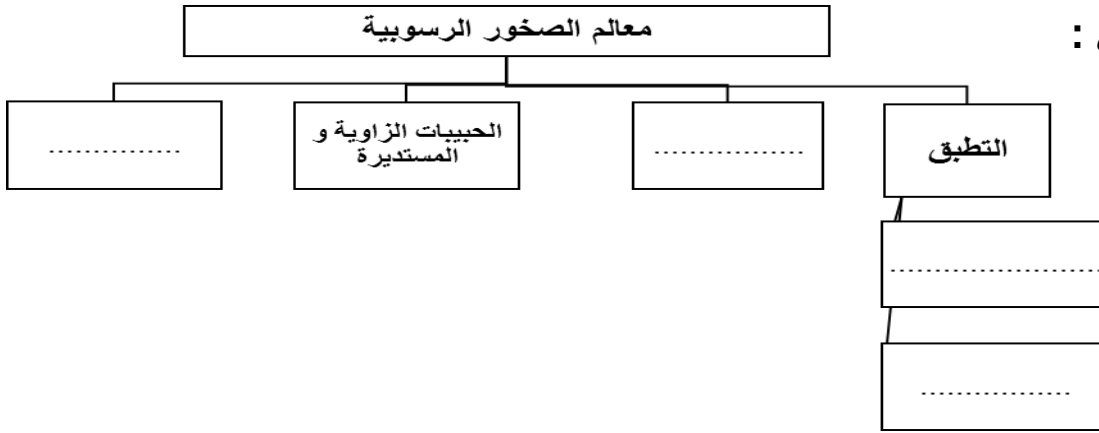 معالم الصخور الرسوبية
:
التطبق
................
الحبيبات الزاوية و
المستديرة
..............
........................
................